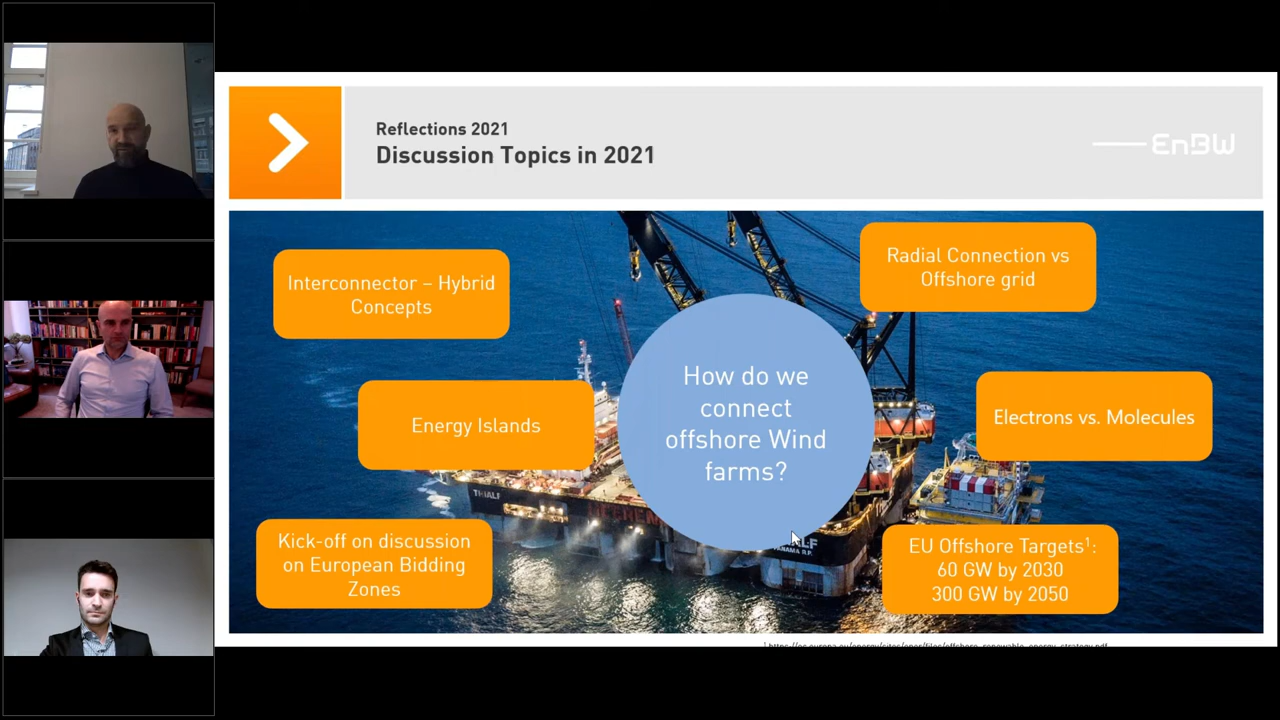 Reflections 2021
Discussion Topics in 2021
EnBW
Interconnector – Hybrid
Concepts
Radial Connection vs
Offshore grid
How do we
connect
offshore Wind
farms?
Energy Islands
Electrons vs. Molecules
Kick-off on discussion
on European Bidding
Zones
EU Offshore Targets¹:
60 GW by 2030
300 GW by 2050
THIALF
PANAMA R.P.